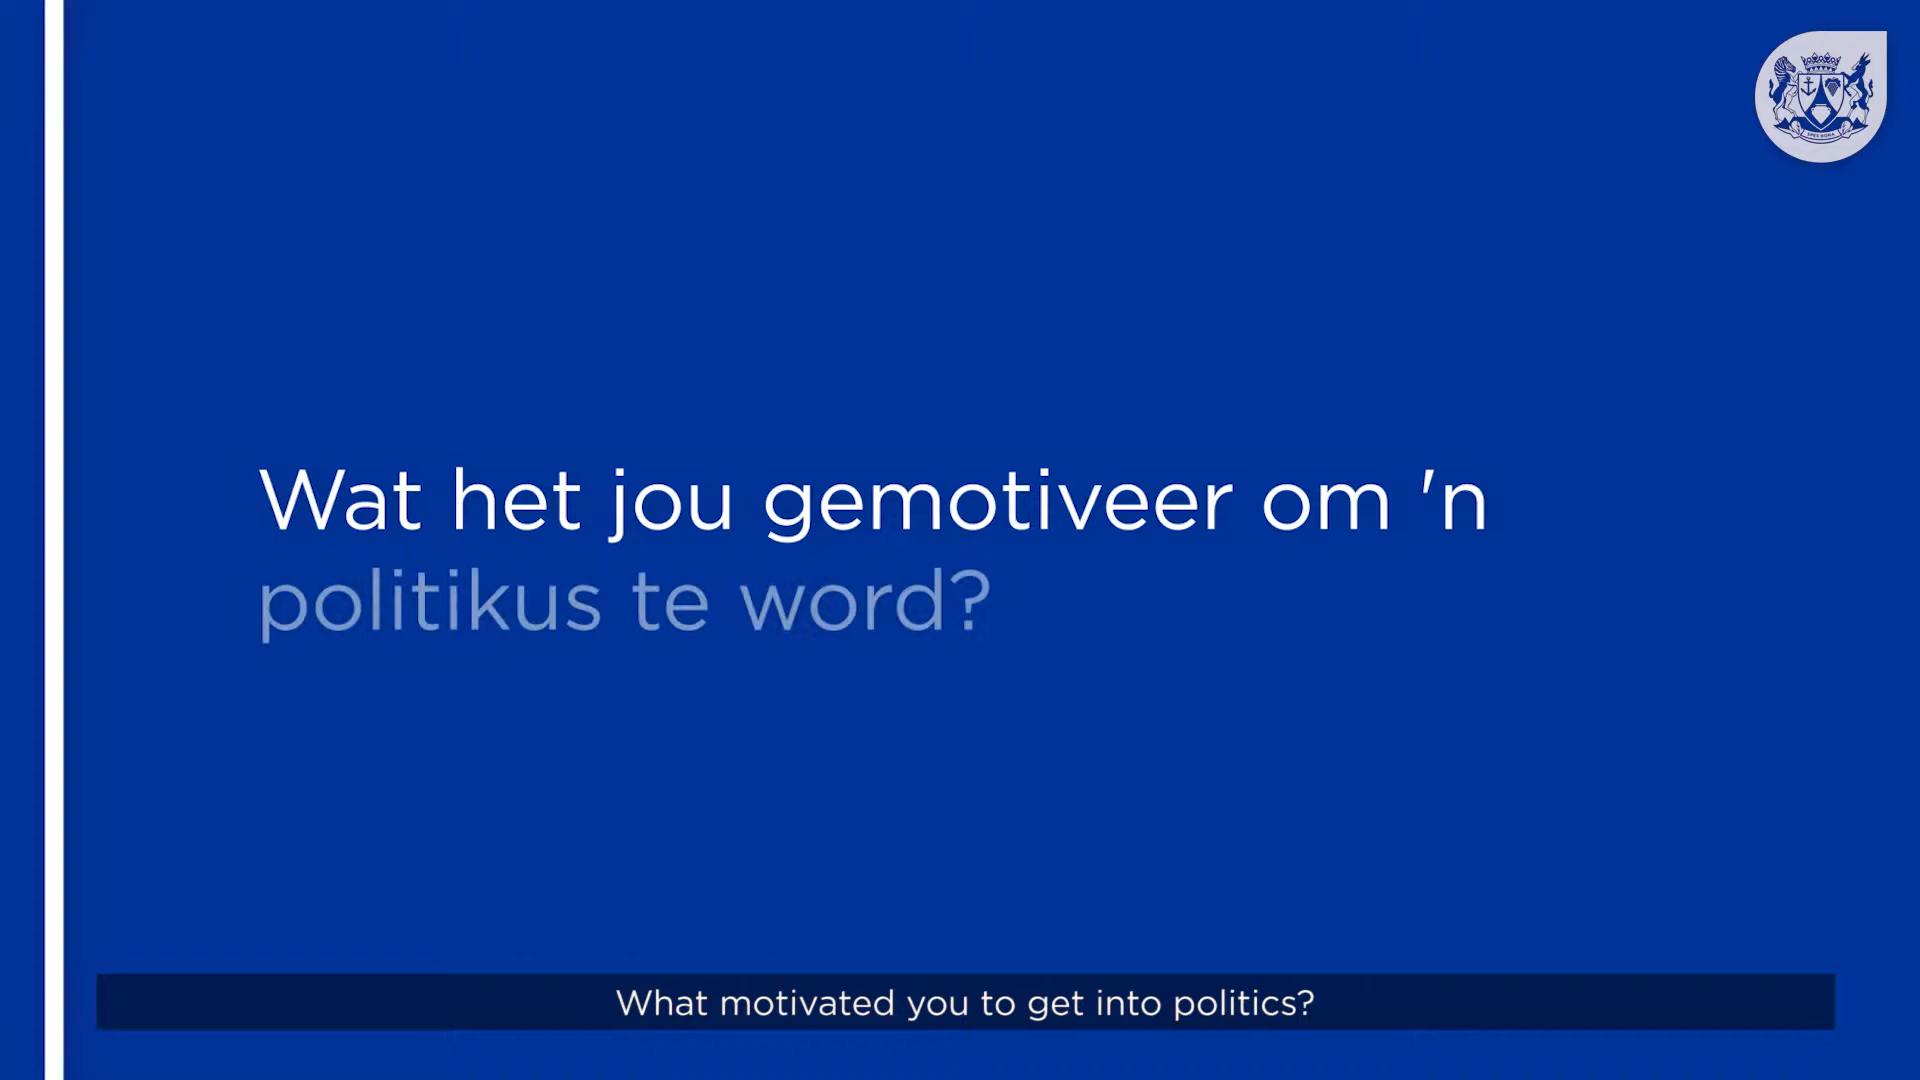 Wat het jou gemotiveer om 'n
politikus te word?
What motivated you to get into politics?